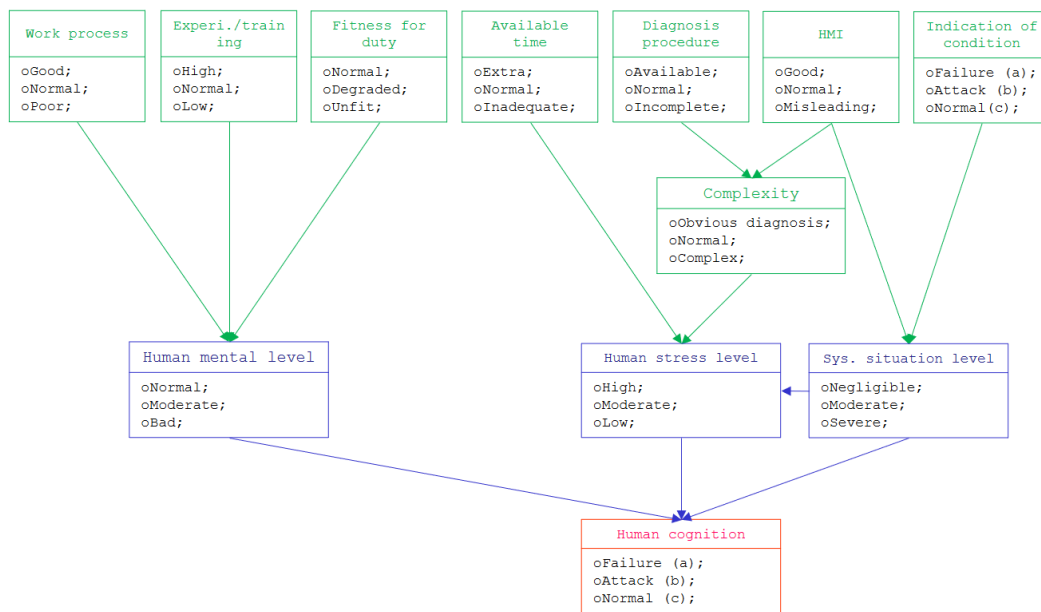 Work process
oGood;
oNormal;
oPoor;
Experi./train
ing
oHigh;
oNormal;
oLow;
Fitness for
duty
oNormal;
oDegraded;
oUnfit;
Available
time
oExtra;
oNormal;
oInadequate;
Diagnosis
procedure
oAvailable;
oNormal;
oIncomplete;
HMI
oGood;
oNormal;
oMisleading;
Indication of
condition
oFailure (a);
oAttack (b);
oNormal(c);
Complexity
oObvious diagnosis;
oNormal;
oComplex;
Human mental level
oNormal;
oModerate;
oBad;
Human stress level
oHigh;
oModerate;
oLow;
Sys. situation level
oNegligible;
oModerate;
oSevere;
Human cognition
oFailure (a);
oAttack (b);
oNormal (c);